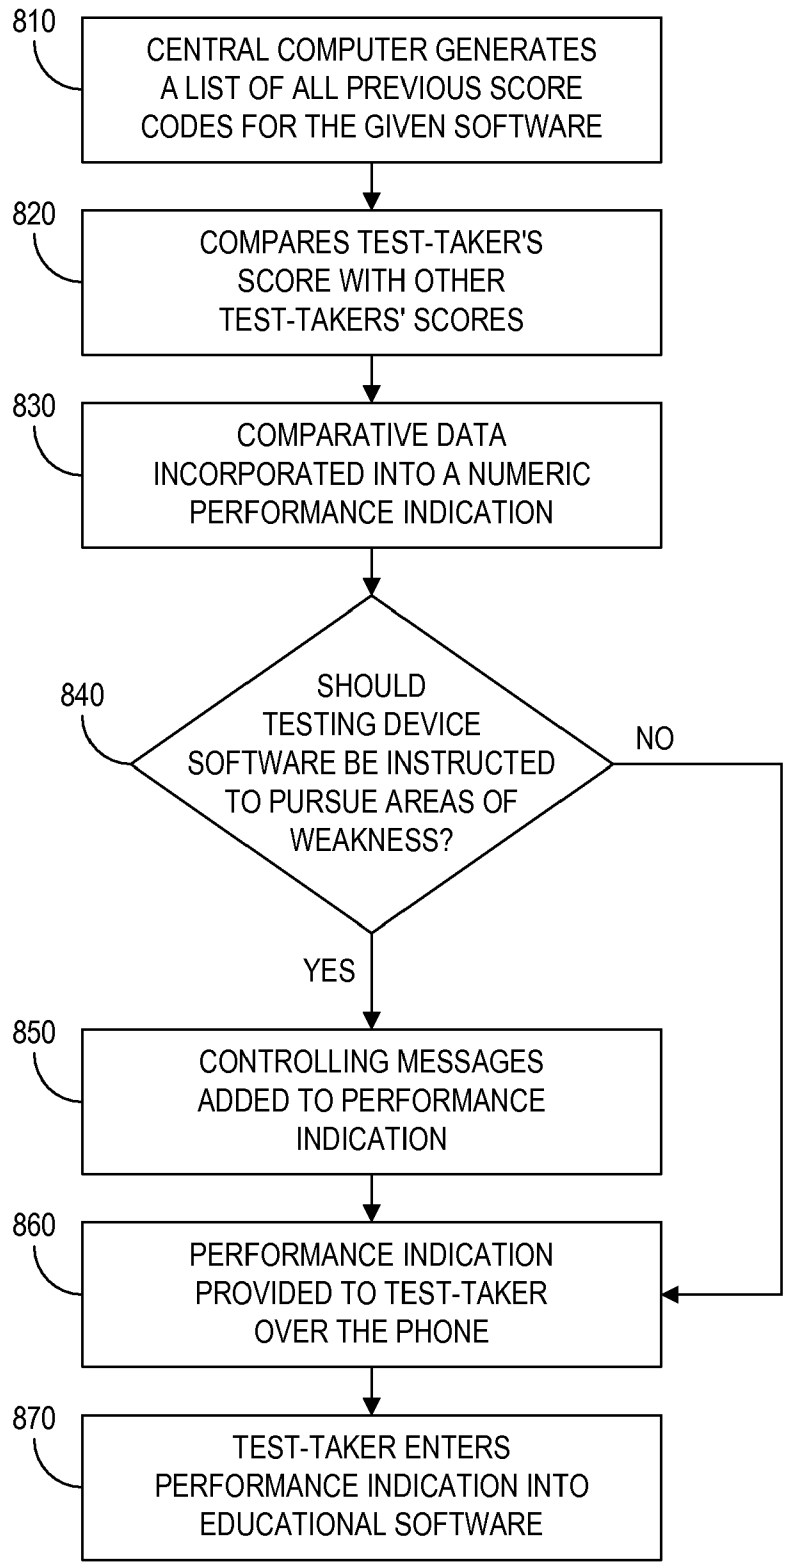 810
CENTRAL COMPUTER GENERATES
A LIST OF ALL PREVIOUS SCORE
CODES FOR THE GIVEN SOFTWARE
820
COMPARES TEST-TAKER'S
SCORE WITH OTHER
TEST-TAKERS' SCORES
830
COMPARATIVE DATA
INCORPORATED INTO A NUMERIC
PERFORMANCE INDICATION
840
SHOULD
TESTING DEVICE
SOFTWARE BE INSTRUCTED
TO PURSUE AREAS OF
WEAKNESS?
NO
YES
850
CONTROLLING MESSAGES
ADDED TO PERFORMANCE
INDICATION
860
PERFORMANCE INDICATION
PROVIDED TO TEST-TAKER
OVER THE PHONE
870
TEST-TAKER ENTERS
PERFORMANCE INDICATION INTO
EDUCATIONAL SOFTWARE